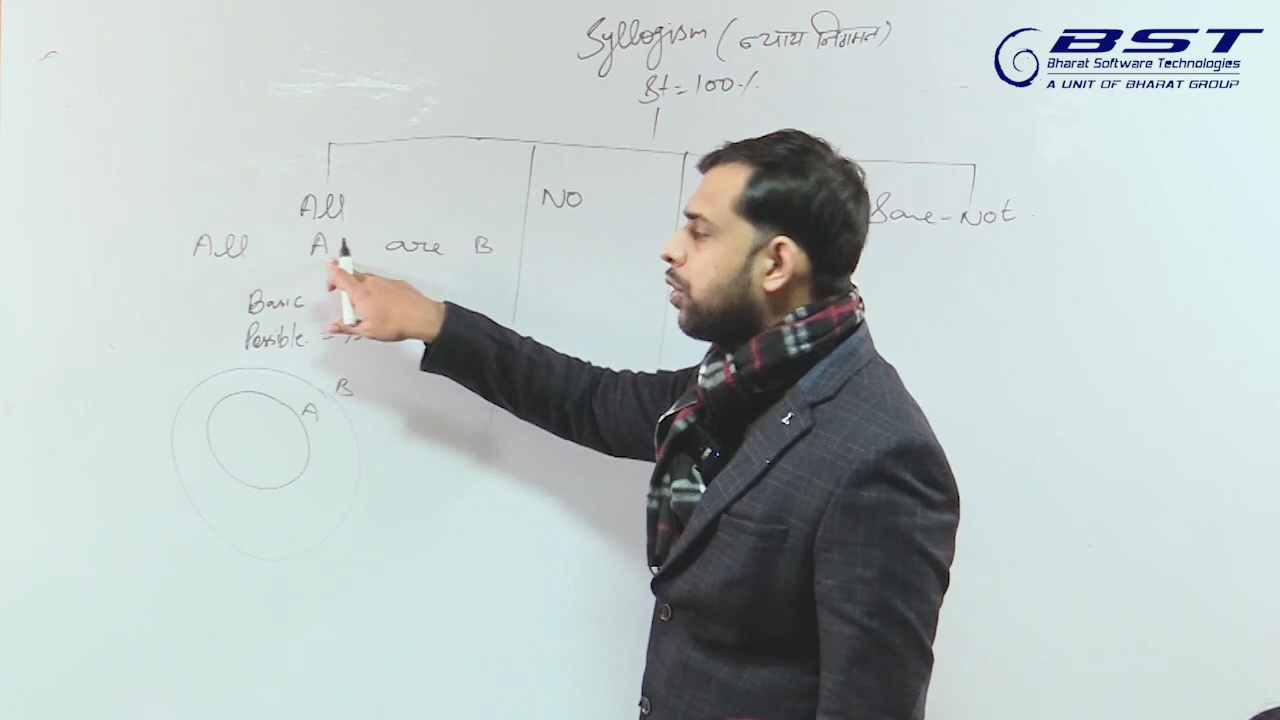 Syllogism (न्याय निगमन)
St = 100%
BST
Bharat Software Technologies
A UNIT OF BHARAT GROUP
All
NO
Some - Not
All A are B
Basic
Possible -
B
A